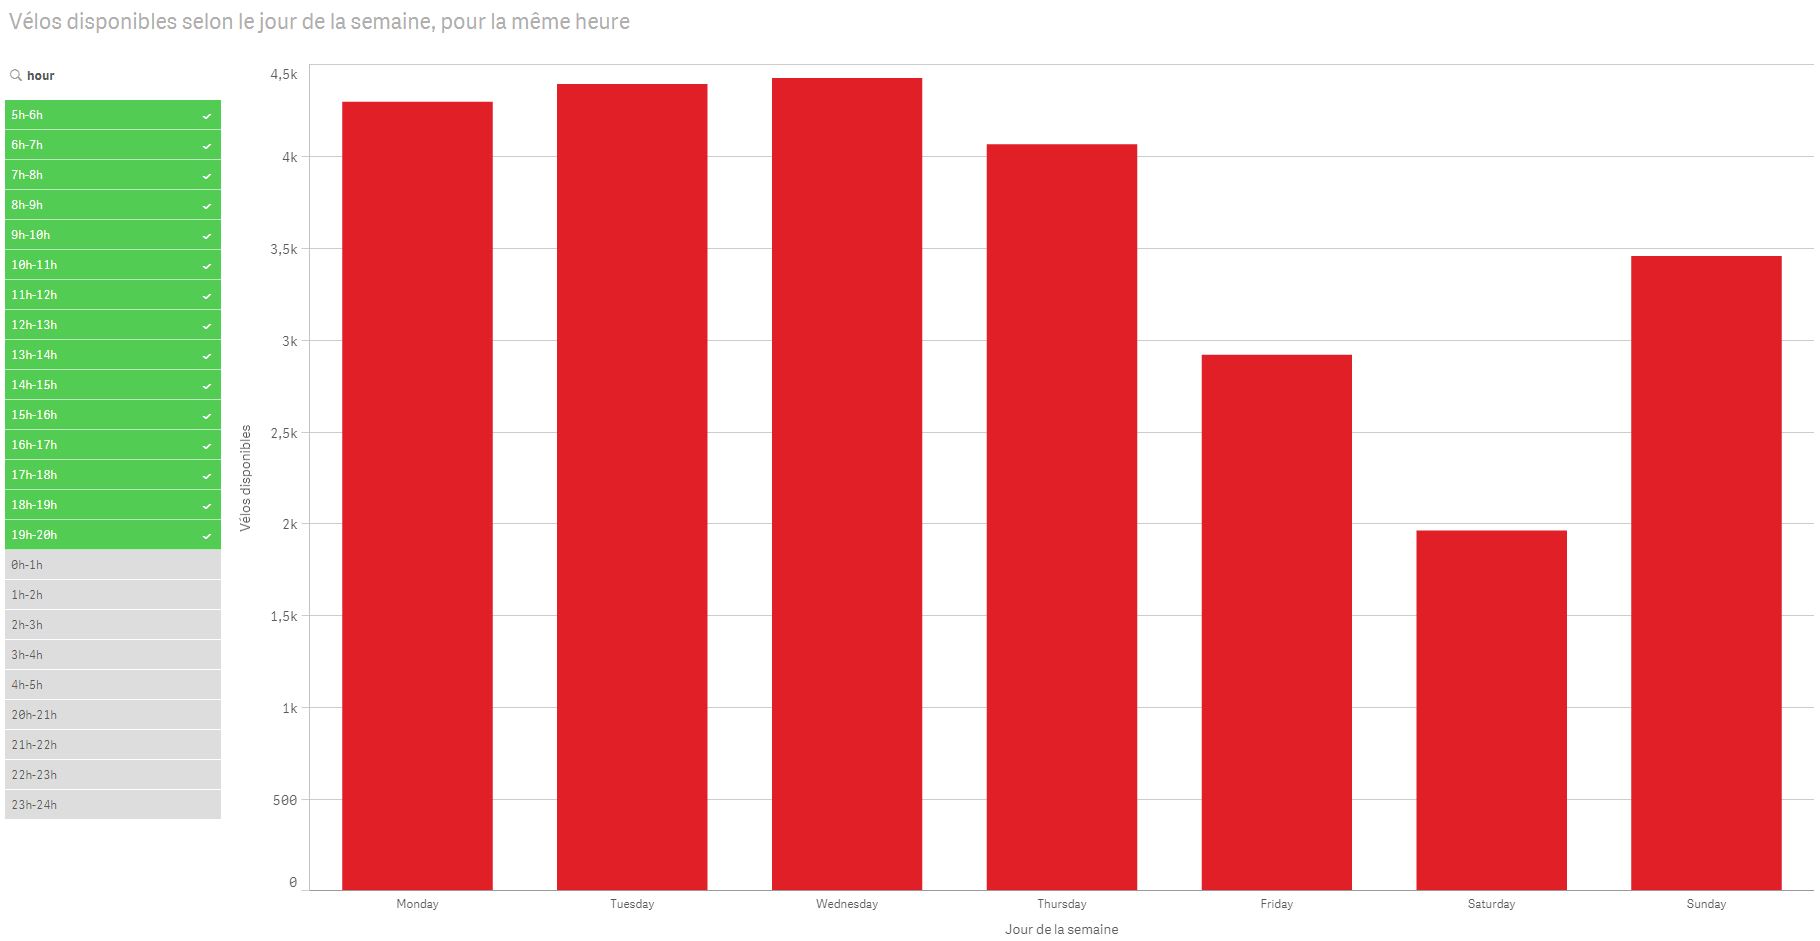 Vélos disponibles selon le jour de la semaine, pour la même heure
hour
5h-6h
6h-7h
7h-8h
8h-9h
9h-10h
10h-11h
11h-12h
12h-13h
13h-14h
14h-15h
15h-16h
16h-17h
17h-18h
18h-19h
19h-20h
0h-1h
1h-2h
2h-3h
3h-4h
4h-5h
20h-21h
21h-22h
22h-23h
23h-24h
Vélos disponibles
4,5k
4k
3,5k
3k
2,5k
2k
1,5k
1k
500
0
Monday Tuesday Wednesday Thursday Friday Saturday Sunday
Jour de la semaine